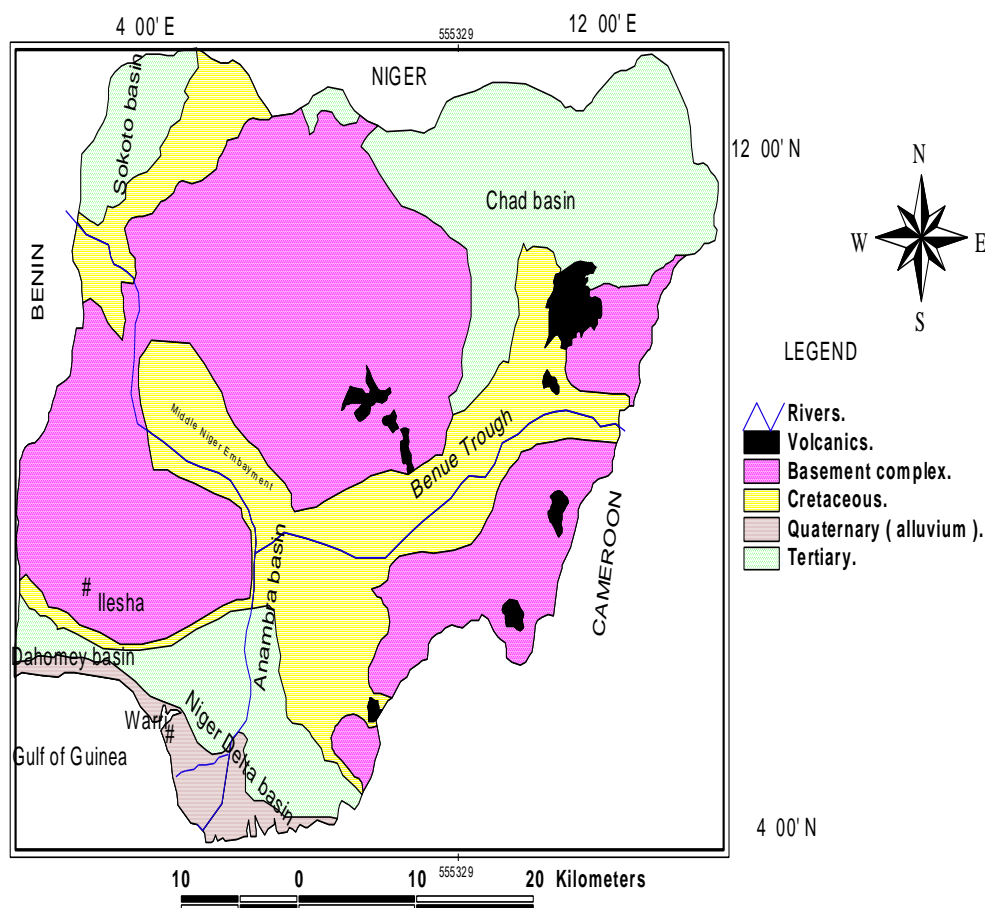 4 00' E
555329
12 00' E
NIGER
Sokoto basin
12 00' N
Chad basin
N
W
E
S
BENIN
LEGEND
Rivers.
Volcanics.
Basement complex.
Cretaceous.
Quaternary ( alluvium ).
Tertiary.
Middle Niger Embayment
Benue Trough
CAMEROON
Anambra basin
#
Ilesha
Dahomey basin
Warri
#
Niger Delta basin
Gulf of Guinea
4 00' N
555329
10 0 10 20 Kilometers